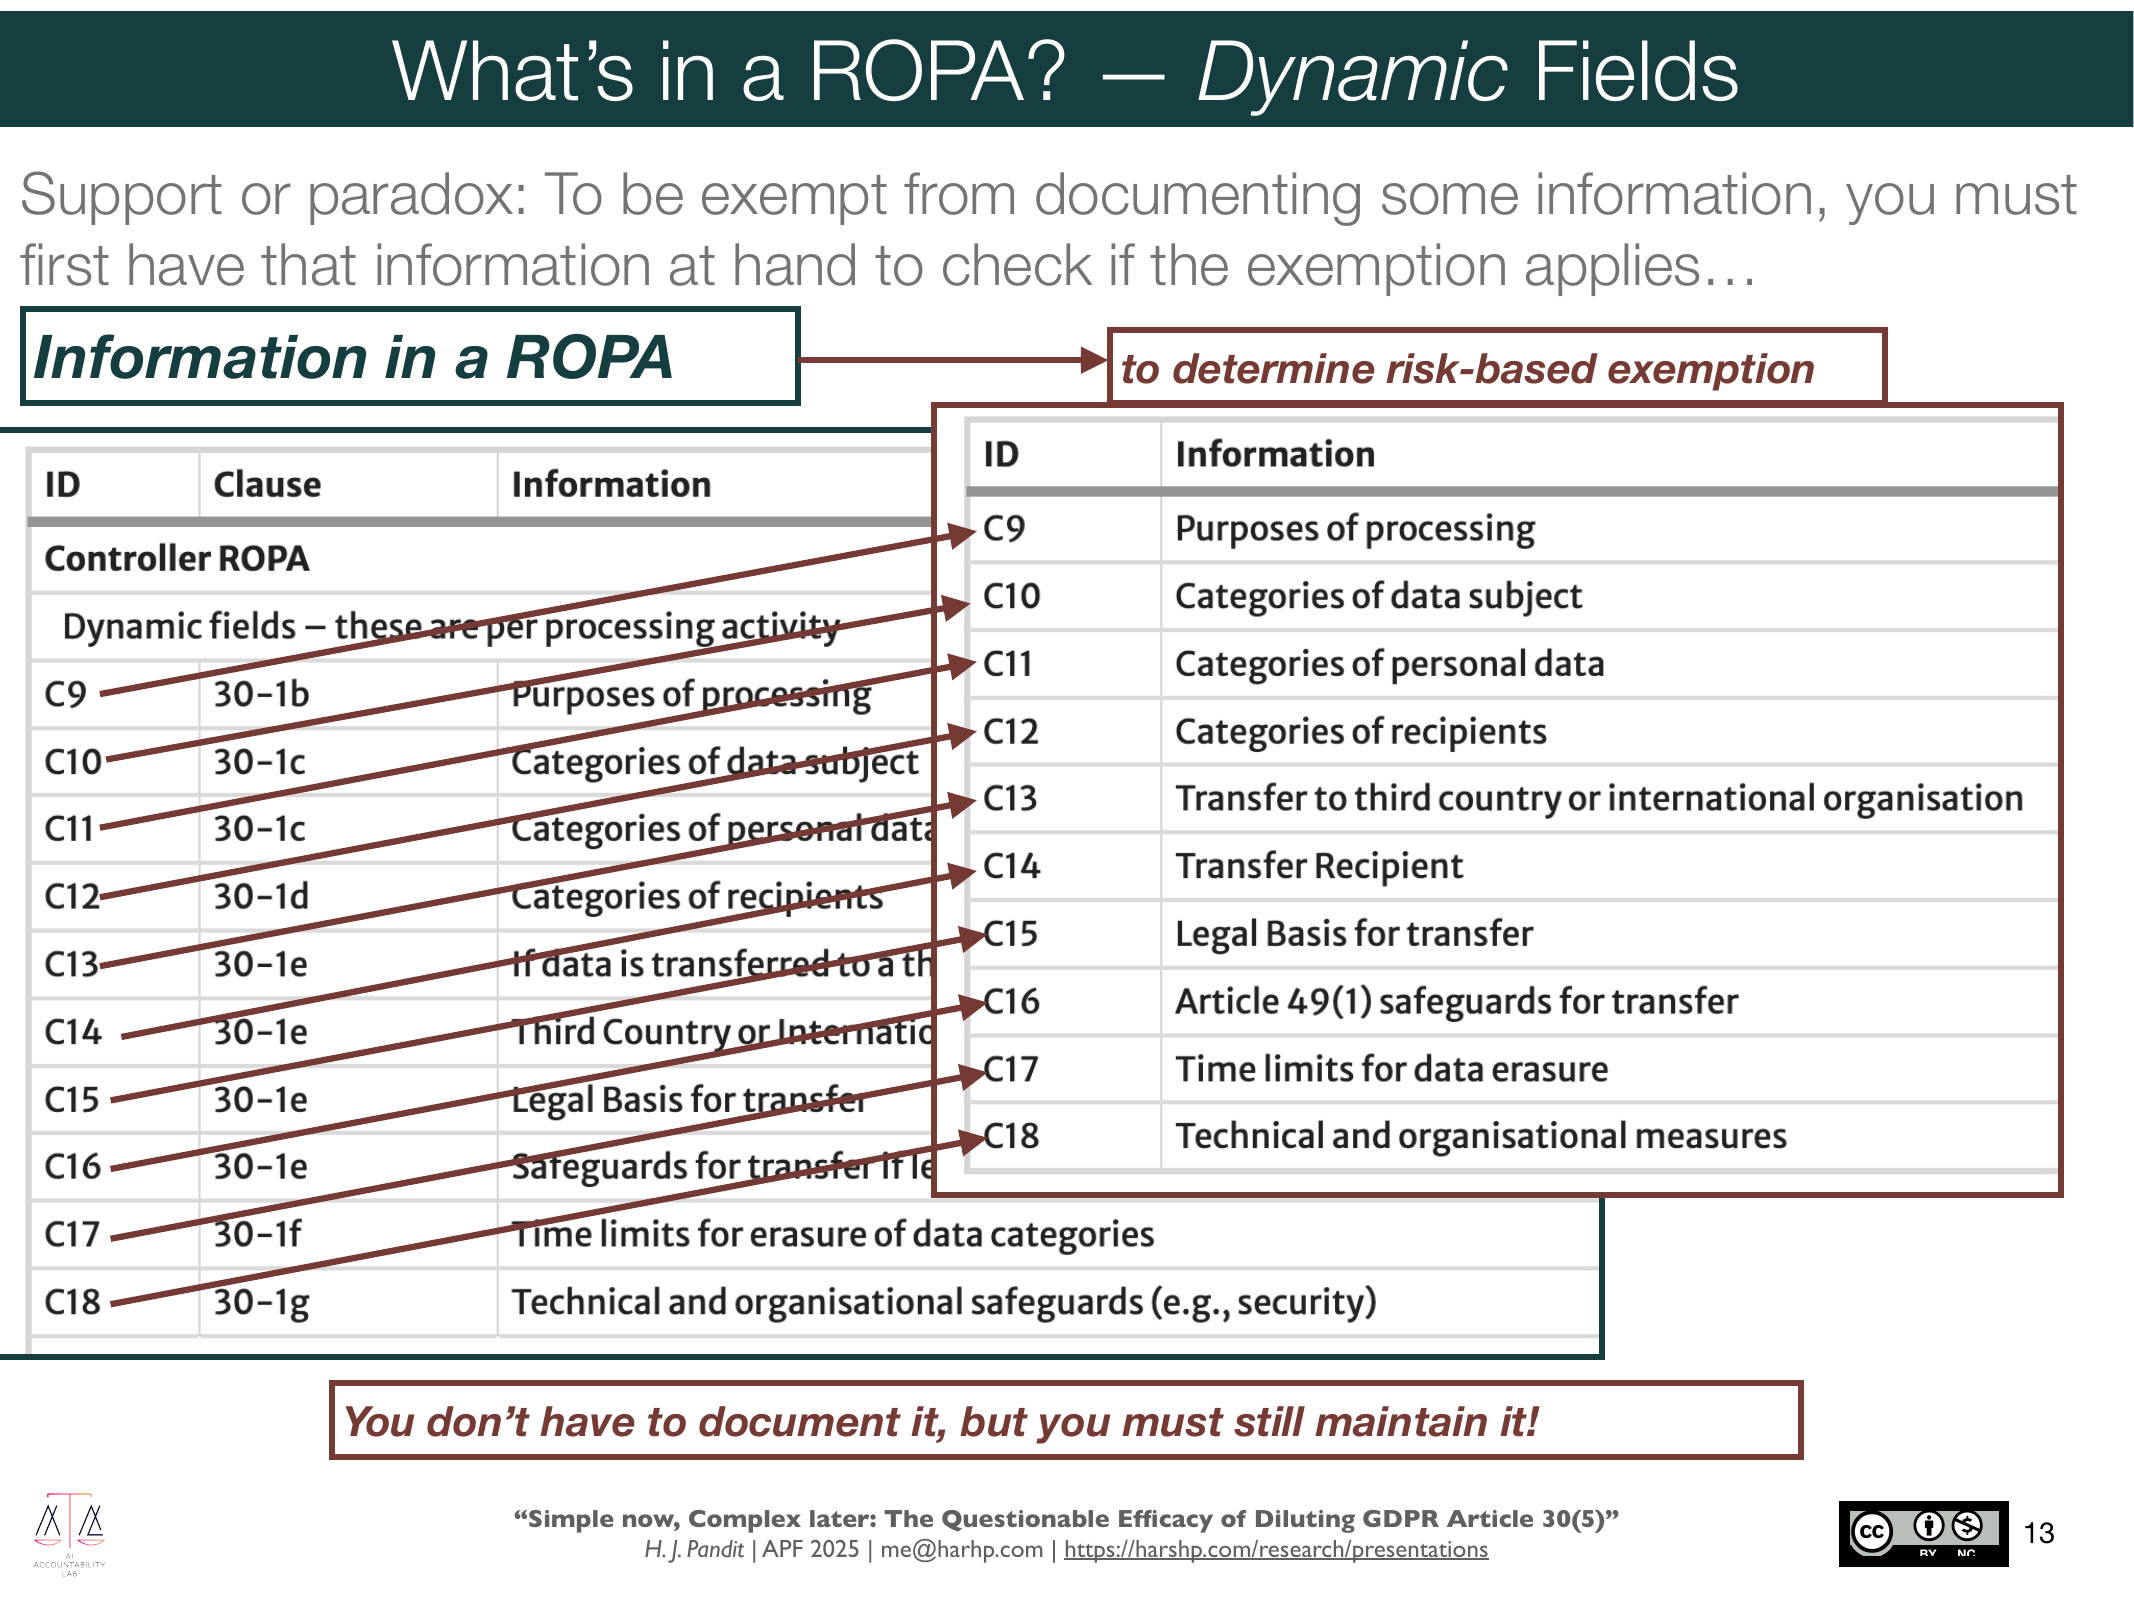 What’s in a ROPA? — Dynamic Fields
Support or paradox: To be exempt from documenting some information, you must
first have that information at hand to check if the exemption applies…
Information in a ROPA
to determine risk-based exemption
ID Clause Information
Controller ROPA
Dynamic fields – these are per processing activity
C9 30-1b Purposes of processing
C10 30-1c Categories of data subject
C11 30-1c Categories of personal data
C12 30-1d Categories of recipients
C13 30-1e If data is transferred to a th
C14 30-1e Third Country or Internatio
C15 30-1e Legal Basis for transfer
C16 30-1e Safeguards for transfer if le
C17 30-1f Time limits for erasure of data categories
C18 30-1g Technical and organisational safeguards (e.g., security)
ID Information
C9 Purposes of processing
C10 Categories of data subject
C11 Categories of personal data
C12 Categories of recipients
C13 Transfer to third country or international organisation
C14 Transfer Recipient
C15 Legal Basis for transfer
C16 Article 49(1) safeguards for transfer
C17 Time limits for data erasure
C18 Technical and organisational measures
You don’t have to document it, but you must still maintain it!
AI
ACCOUNTABILITY
LAB
“Simple now, Complex later: The Questionable Efficacy of Diluting GDPR Article 30(5)”
H. J. Pandit | APF 2025 | me@harhp.com | https://harshp.com/research/presentations
cc BY NC
13